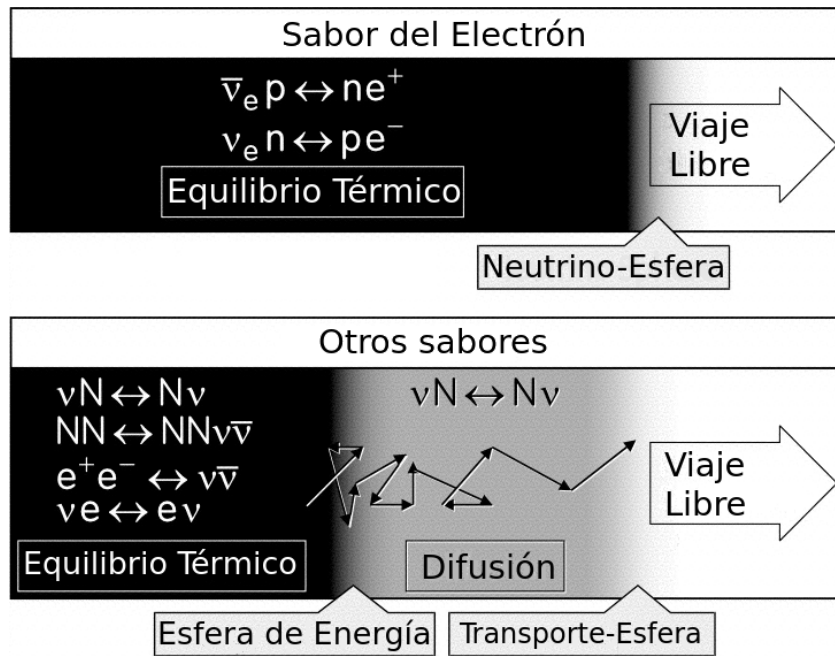 Sabor del Electrón
ν̅ₑp↔ne⁺
νₑn↔pe⁻
Equilibrio Térmico
Viaje
Libre
Neutrino-Esfera
Otros sabores
νN↔Nν
NN↔NNνν̅
e⁺e⁻↔νν̅
νe↔eν
Equilibrio Térmico
νN↔Nν
Difusión
Viaje
Libre
Esfera de Energía
Transporte-Esfera